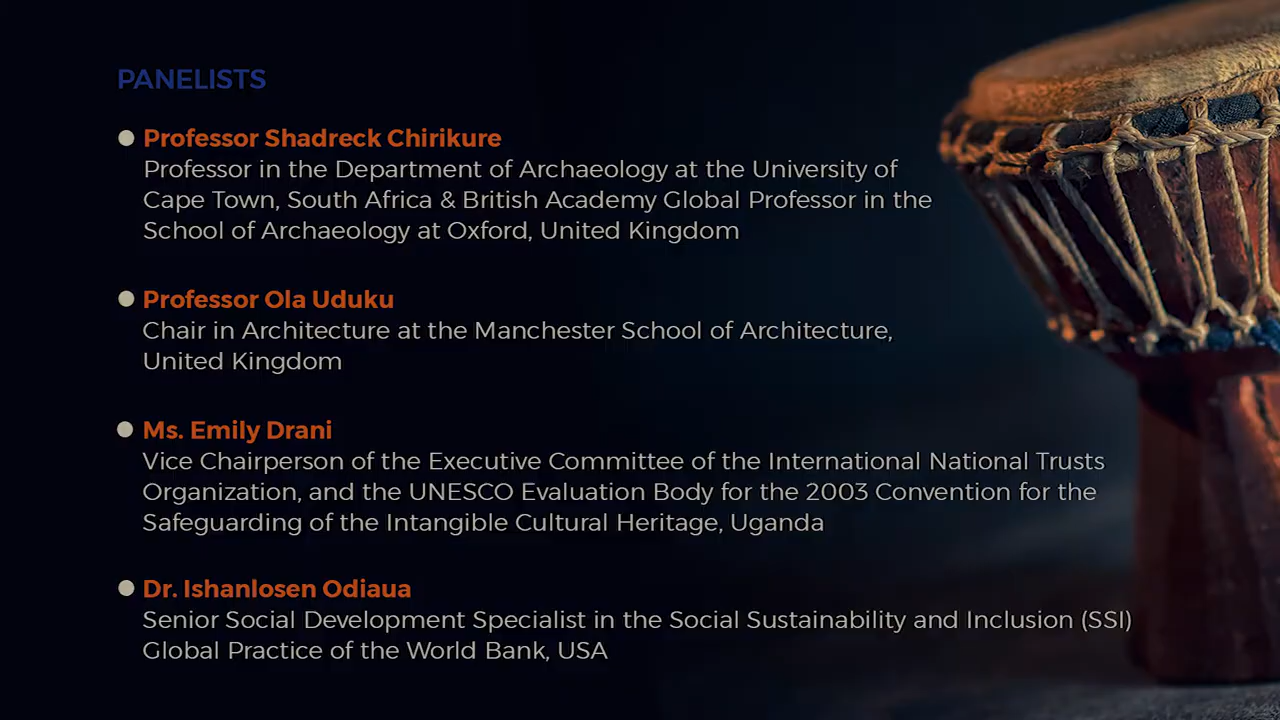 PANELISTS
Professor Shadreck Chirikure
Professor in the Department of Archaeology at the University of
Cape Town, South Africa & British Academy Global Professor in the
School of Archaeology at Oxford, United Kingdom
Professor Ola Uduku
Chair in Architecture at the Manchester School of Architecture,
United Kingdom
Ms. Emily Drani
Vice Chairperson of the Executive Committee of the International National Trusts
Organization, and the UNESCO Evaluation Body for the 2003 Convention for the
Safeguarding of the Intangible Cultural Heritage, Uganda
Dr. Ishanlosen Odiaua
Senior Social Development Specialist in the Social Sustainability and Inclusion (SSI)
Global Practice of the World Bank, USA